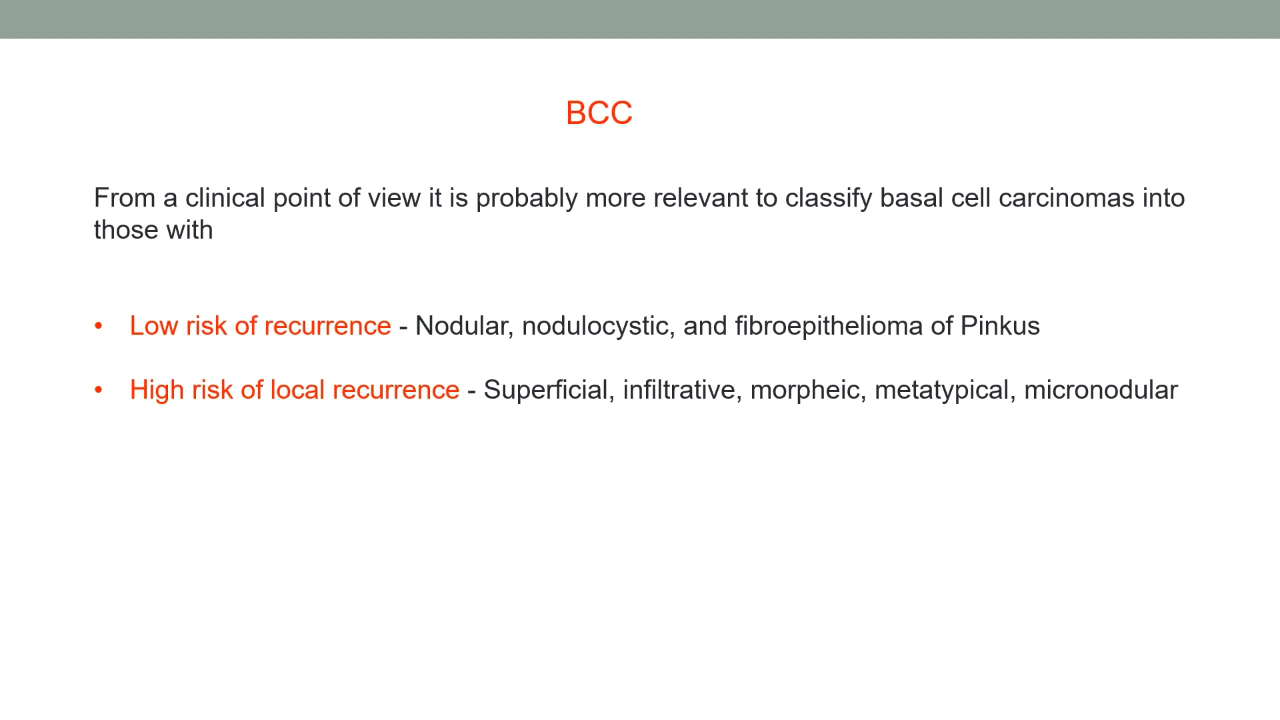 BCC
From a clinical point of view it is probably more relevant to classify basal cell carcinomas into
those with
• Low risk of recurrence - Nodular, nodulocystic, and fibroepithelioma of Pinkus
• High risk of local recurrence - Superficial, infiltrative, morpheic, metatypical, micronodular